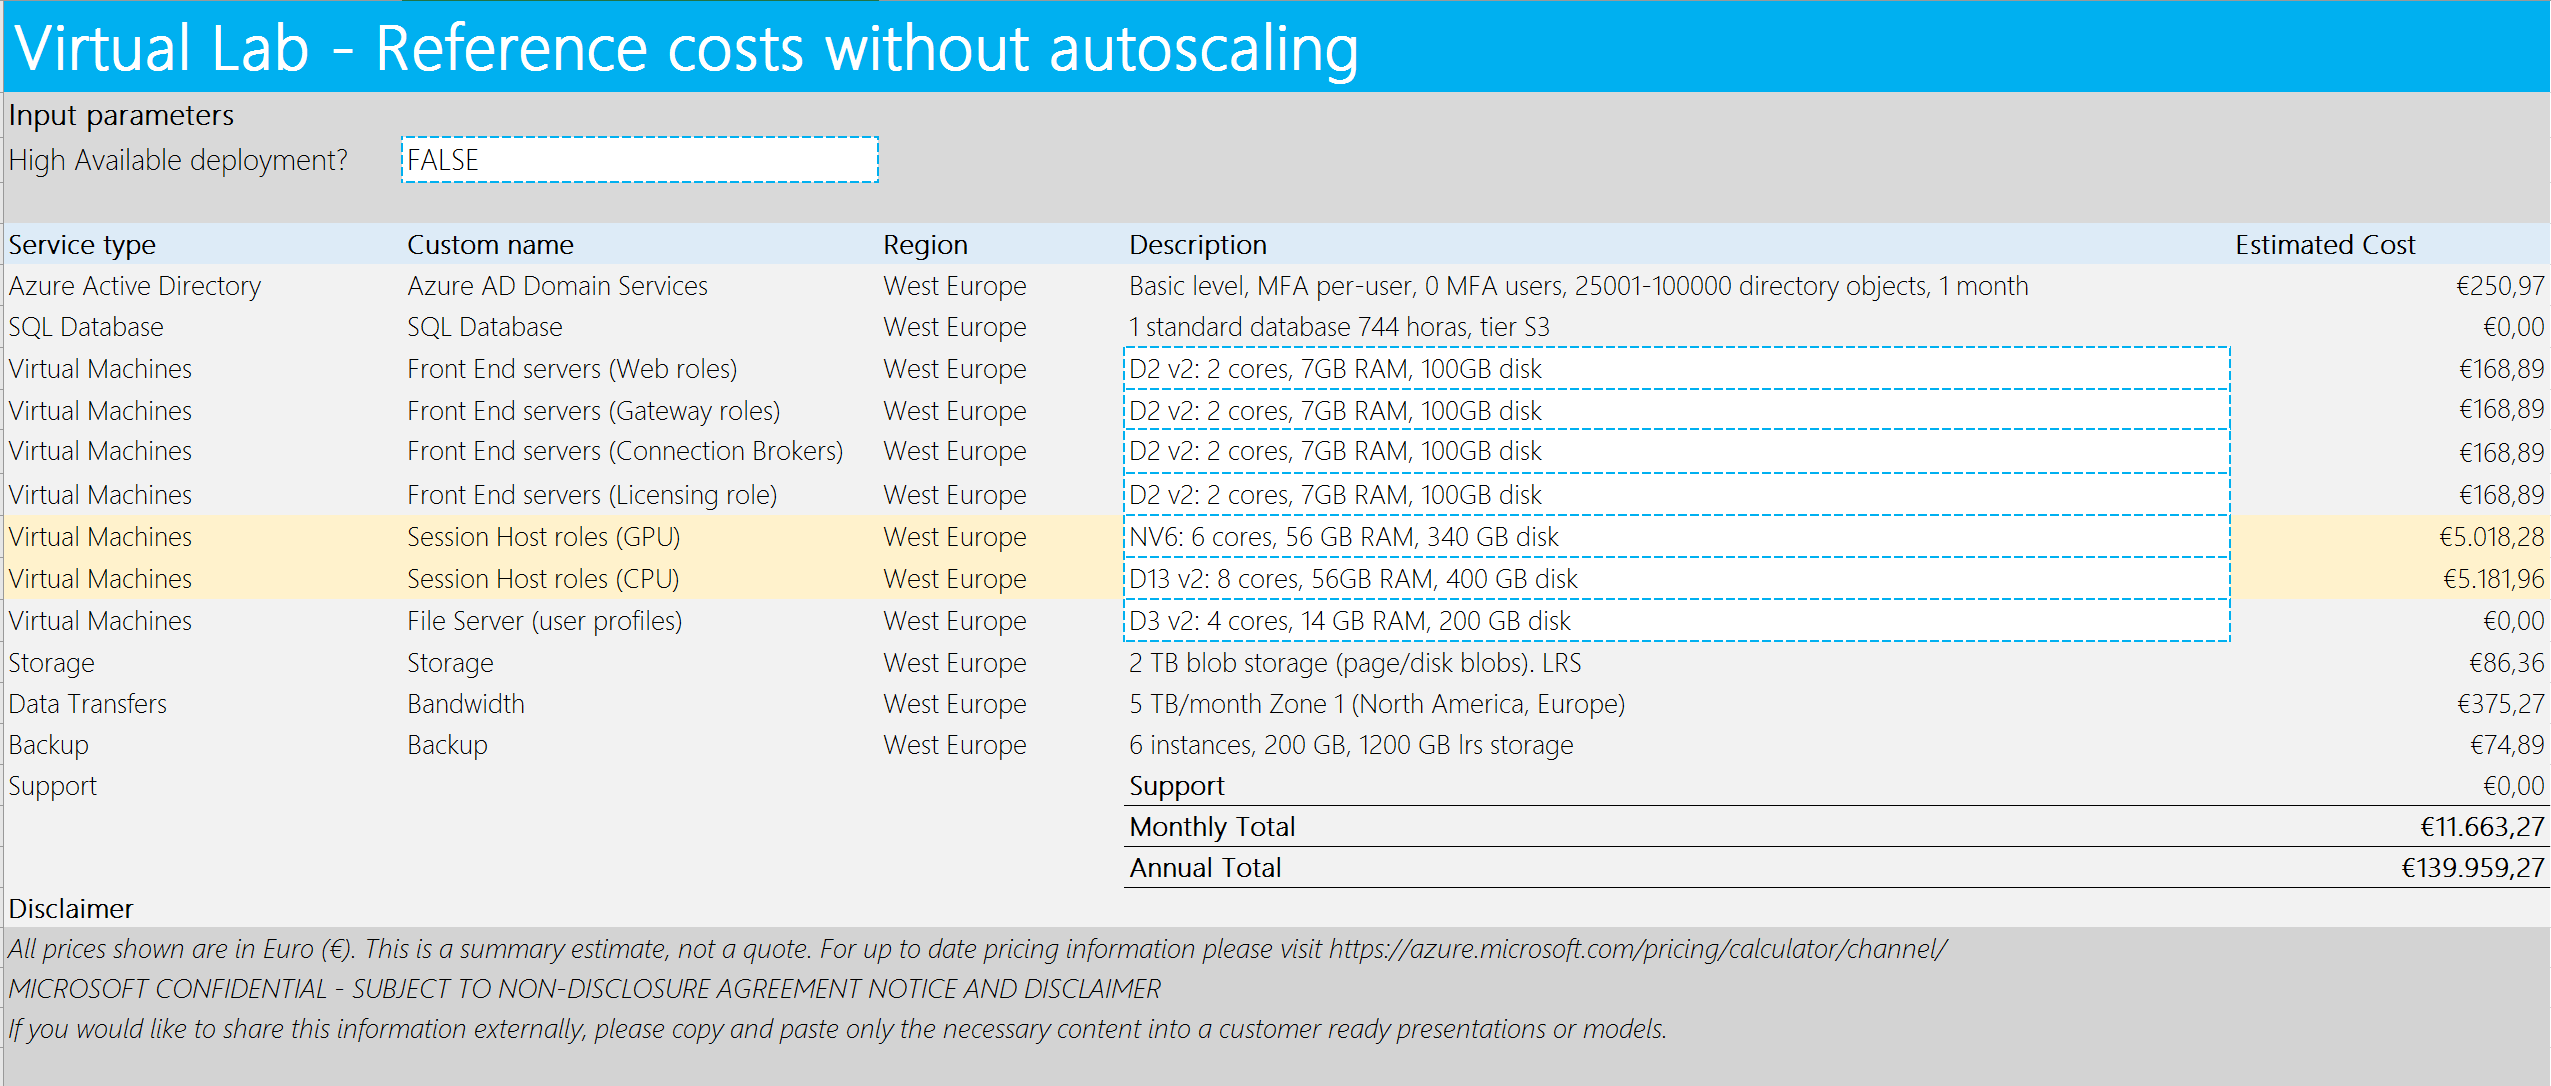 Virtual Lab - Reference costs without autoscaling
Input parameters
High Available deployment? FALSE
Service type Custom name Region Description Estimated Cost
Azure Active Directory Azure AD Domain Services West Europe Basic level, MFA per-user, 0 MFA users, 25001-100000 directory objects, 1 month €250,97
SQL Database SQL Database West Europe 1 standard database 744 horas, tier S3 €0,00
Virtual Machines Front End servers (Web roles) West Europe D2 v2: 2 cores, 7GB RAM, 100GB disk €168,89
Virtual Machines Front End servers (Gateway roles) West Europe D2 v2: 2 cores, 7GB RAM, 100GB disk €168,89
Virtual Machines Front End servers (Connection Brokers) West Europe D2 v2: 2 cores, 7GB RAM, 100GB disk €168,89
Virtual Machines Front End servers (Licensing role) West Europe D2 v2: 2 cores, 7GB RAM, 100GB disk €168,89
Virtual Machines Session Host roles (GPU) West Europe NV6: 6 cores, 56 GB RAM, 340 GB disk €5.018,28
Virtual Machines Session Host roles (CPU) West Europe D13 v2: 8 cores, 56GB RAM, 400 GB disk €5.181,96
Virtual Machines File Server (user profiles) West Europe D3 v2: 4 cores, 14 GB RAM, 200 GB disk €0,00
Storage Storage West Europe 2 TB blob storage (page/disk blobs). LRS €86,36
Data Transfers Bandwidth West Europe 5 TB/month Zone 1 (North America, Europe) €375,27
Backup Backup West Europe 6 instances, 200 GB, 1200 GB lrs storage €74,89
Support Support €0,00
Monthly Total €11.663,27
Annual Total €139.959,27
Disclaimer
All prices shown are in Euro (€). This is a summary estimate, not a quote. For up to date pricing information please visit https://azure.microsoft.com/pricing/calculator/channel/
MICROSOFT CONFIDENTIAL - SUBJECT TO NON-DISCLOSURE AGREEMENT NOTICE AND DISCLAIMER
If you would like to share this information externally, please copy and paste only the necessary content into a customer ready presentations or models.